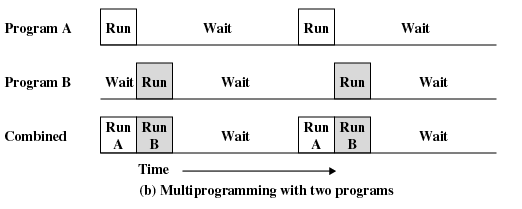 Program A Run Wait Run Wait
Program B Wait Run Wait Run Wait
Combined Run A Run B Wait Run A Run B Wait
Time
(b) Multiprogramming with two programs